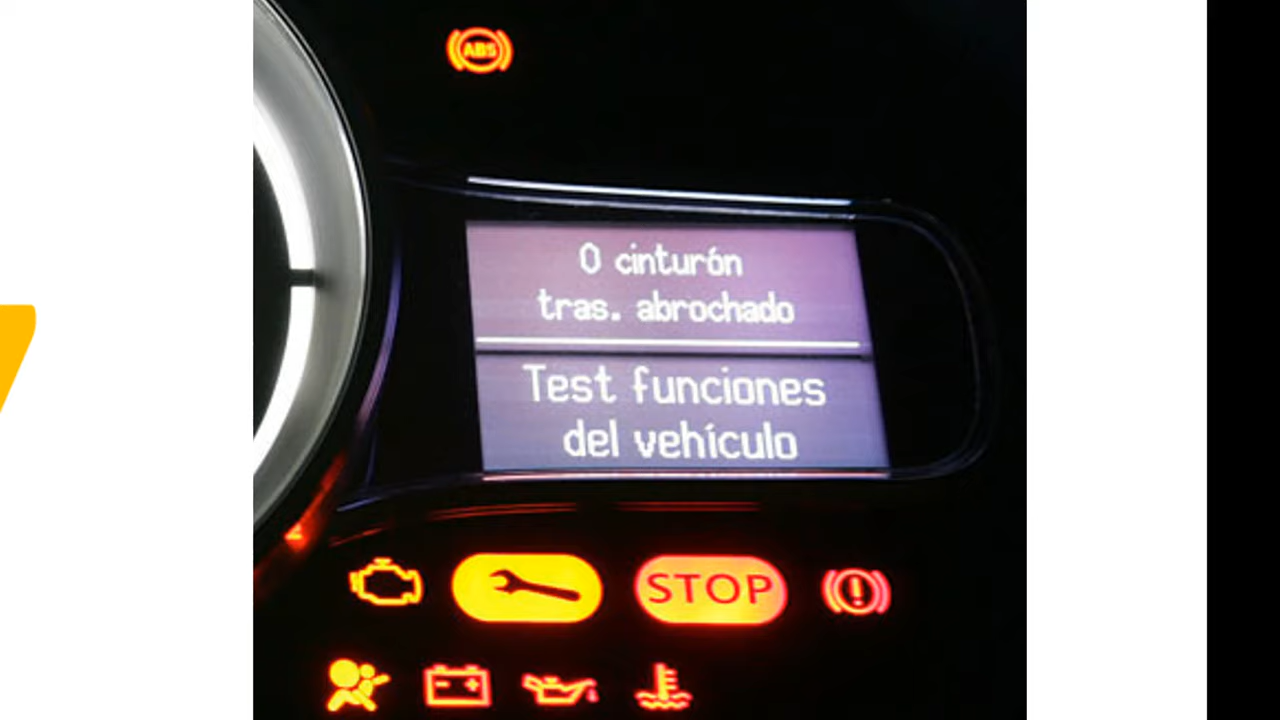 ABS
0 cinturón
tras. abrochado
Test funciones
del vehículo
STOP